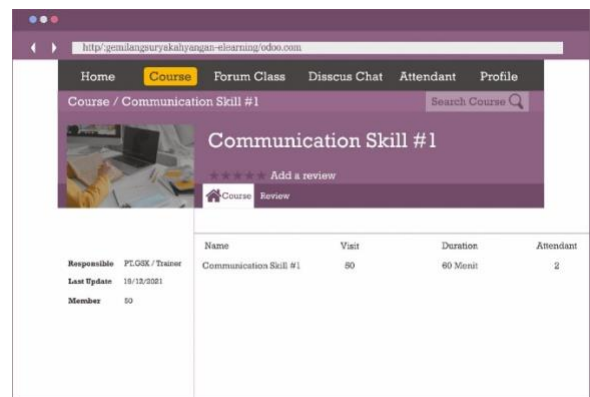 http/:gemilangsuryakahyangan-elearning/odoo.com
Home Course Forum Class Disscus Chat Attendant Profile
Course / Communication Skill #1 Search Course
Communication Skill #1
Add a review
Course Review
Name Visit Duration Attendant
Communication Skill #1 50 60 Menit 2
Responsible PT.GSK / Trainer
Last Update 19/12/2021
Member 50